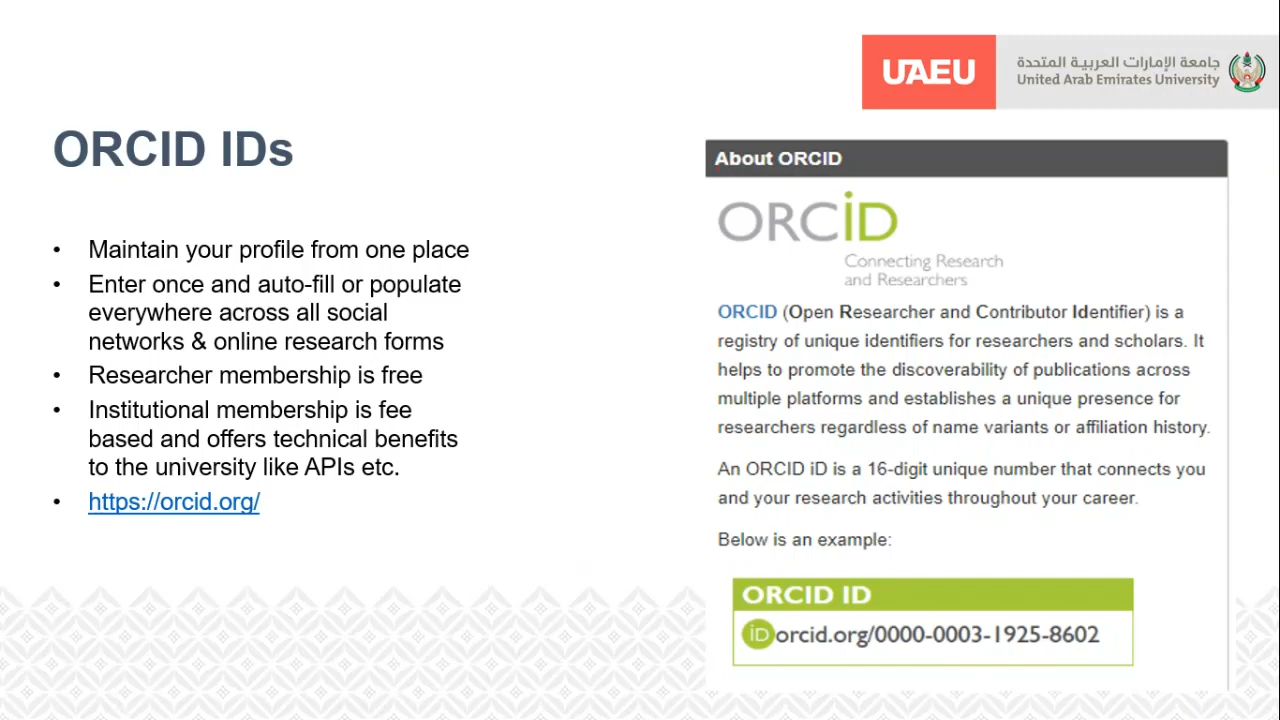 UAEU
جامعة الإمارات العربية المتحدة
United Arab Emirates University
ORCID IDs
• Maintain your profile from one place
• Enter once and auto-fill or populate
everywhere across all social
networks & online research forms
• Researcher membership is free
• Institutional membership is fee
based and offers technical benefits
to the university like APIs etc.
• https://orcid.org/
About ORCID
ORCiD
Connecting Research
and Researchers
ORCID (Open Researcher and Contributor Identifier) is a
registry of unique identifiers for researchers and scholars. It
helps to promote the discoverability of publications across
multiple platforms and establishes a unique presence for
researchers regardless of name variants or affiliation history.
An ORCID iD is a 16-digit unique number that connects you
and your research activities throughout your career.
Below is an example:
ORCID ID
iD orcid.org/0000-0003-1925-8602